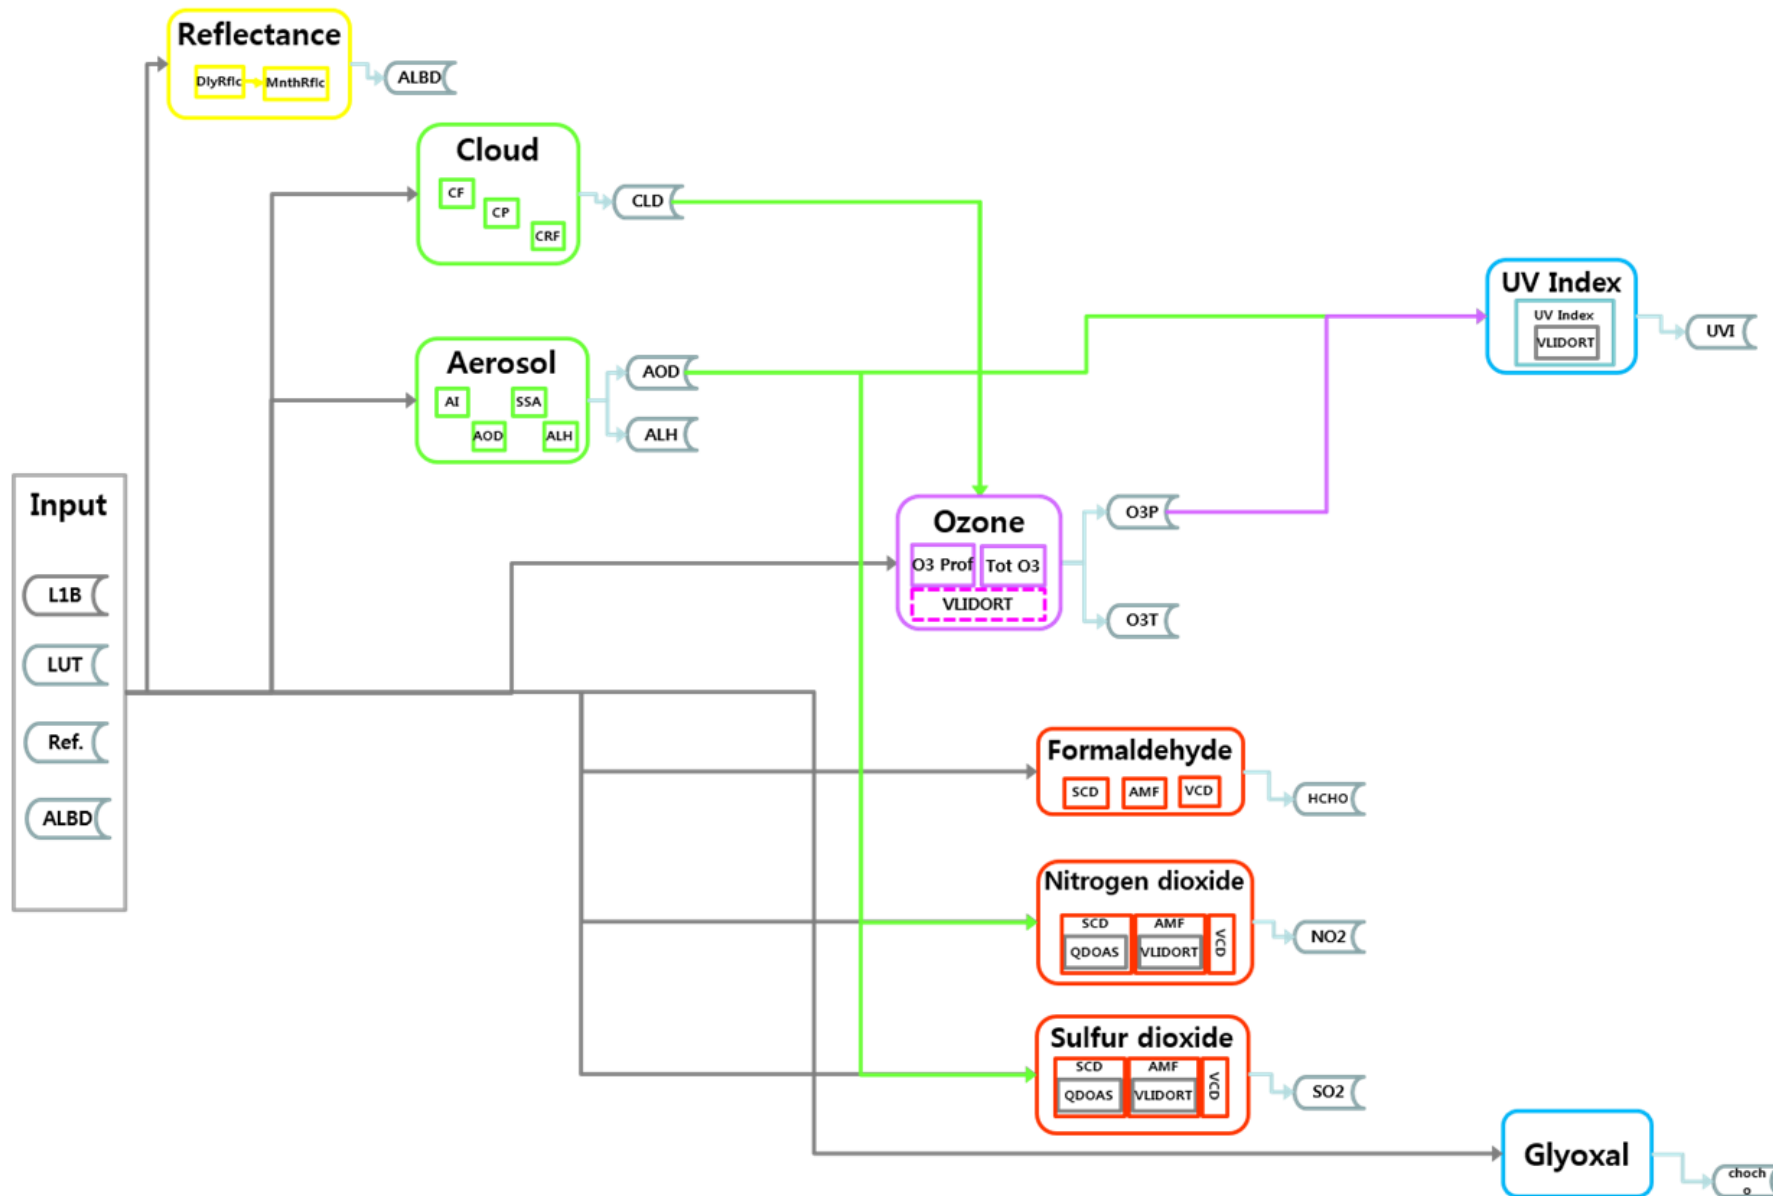 Reflectance
DlyRflc
MnthRflc
ALBD
Cloud
CF
CP
CRF
CLD
Aerosol
AI
SSA
AOD
ALH
AOD
ALH
UV Index
UV Index
VLIDORT
UVI
Input
L1B
LUT
Ref.
ALBD
Ozone
O3 Prof
Tot O3
VLIDORT
O3P
O3T
Formaldehyde
SCD
AMF
VCD
HCHO
Nitrogen dioxide
SCD
AMF
VCD
QDOAS
VLIDORT
NO2
Sulfur dioxide
SCD
AMF
VCD
QDOAS
VLIDORT
SO2
Glyoxal
choch
o